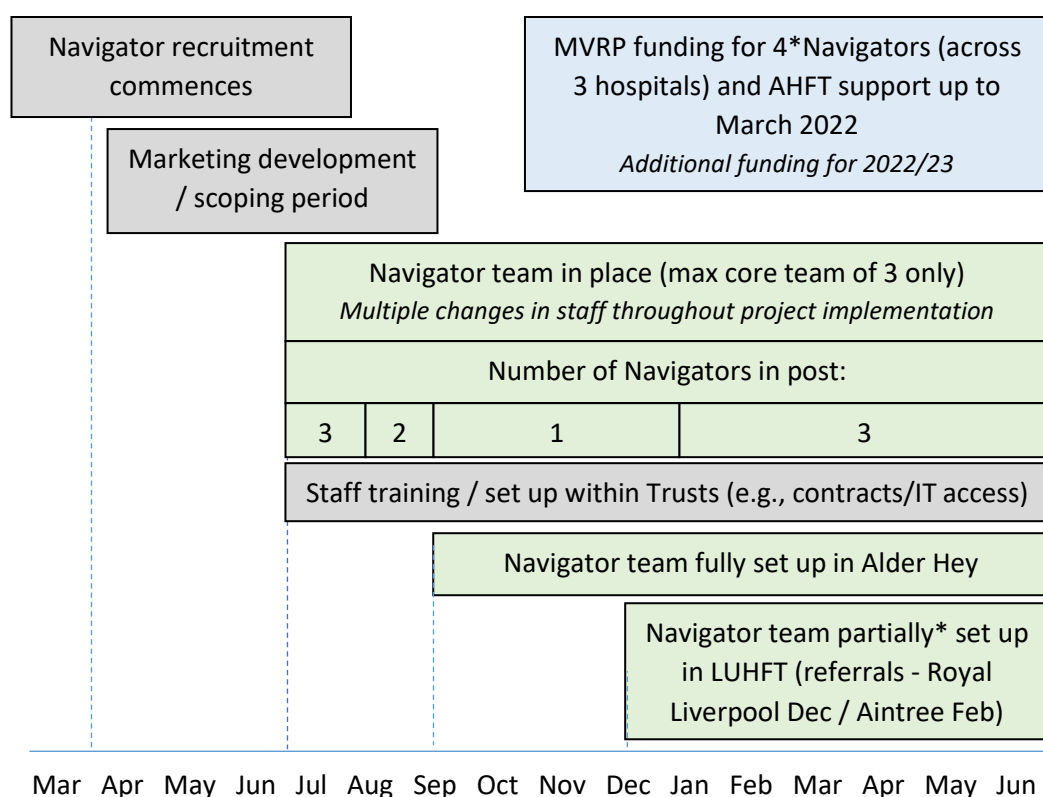 Navigator recruitment
commences
MVRP funding for 4*Navigators (across
3 hospitals) and AHFT support up to
March 2022
Additional funding for 2022/23
Marketing development
/ scoping period
Navigator team in place (max core team of 3 only)
Multiple changes in staff throughout project implementation
Number of Navigators in post:
3 2 1 3
Staff training / set up within Trusts (e.g., contracts/IT access)
Navigator team fully set up in Alder Hey
Navigator team partially* set up
in LUHFT (referrals - Royal
Liverpool Dec / Aintree Feb)
Mar Apr May Jun Jul Aug Sep Oct Nov Dec Jan Feb Mar Apr May Jun